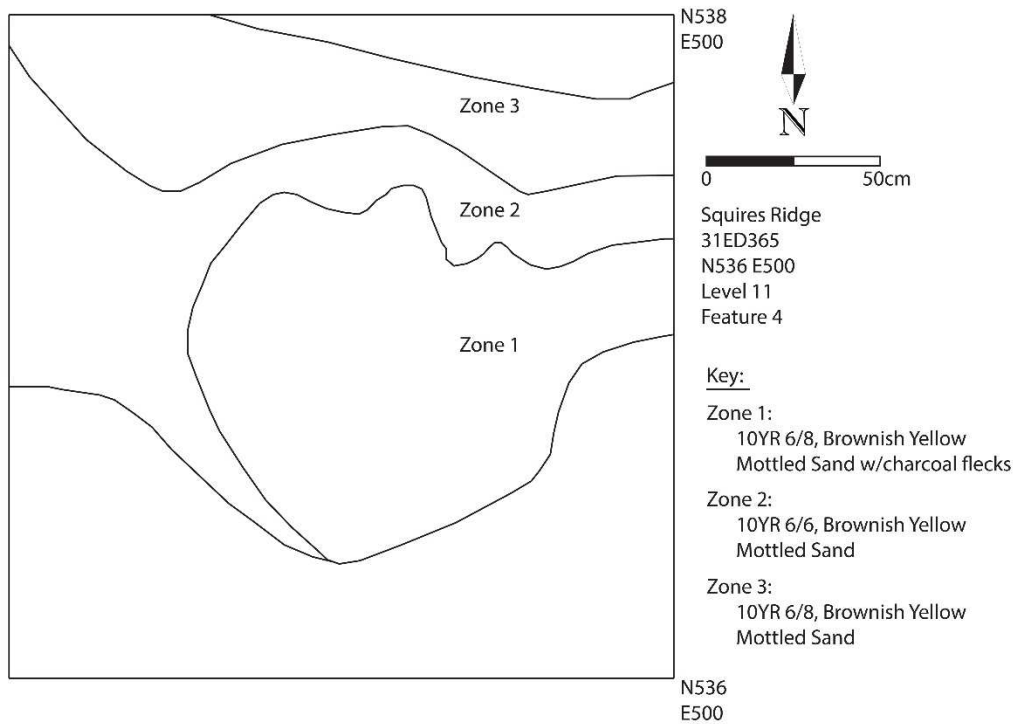 N538
E500
Zone 3
N
0 50cm
Zone 2
Squires Ridge
31ED365
N536 E500
Level 11
Feature 4
Zone 1
Key:
Zone 1:
10YR 6/8, Brownish Yellow
Mottled Sand w/charcoal flecks
Zone 2:
10YR 6/6, Brownish Yellow
Mottled Sand
Zone 3:
10YR 6/8, Brownish Yellow
Mottled Sand
N536
E500